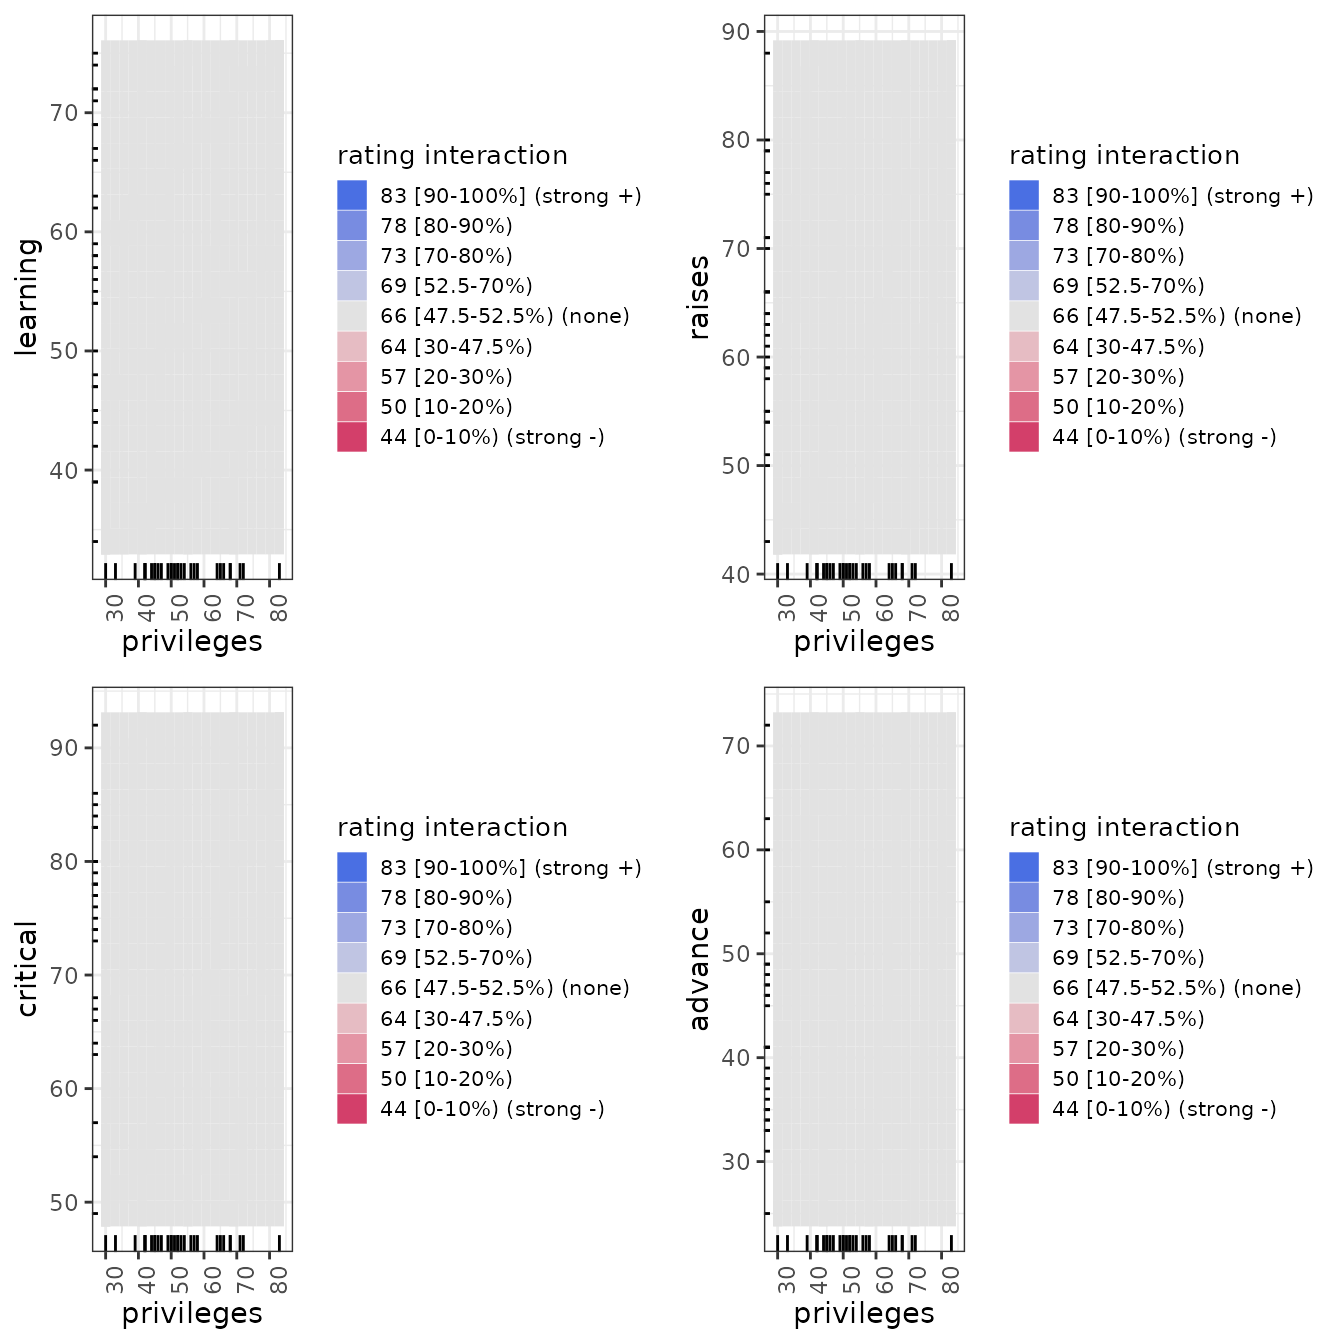 learning
70
60
50
40
30 40 50 60 70 80
privileges
rating interaction
83 [90-100%] (strong +)
78 [80-90%)
73 [70-80%)
69 [52.5-70%)
66 [47.5-52.5%) (none)
64 [30-47.5%)
57 [20-30%)
50 [10-20%)
44 [0-10%) (strong -)
raises
90
80
70
60
50
40
30 40 50 60 70 80
privileges
rating interaction
83 [90-100%] (strong +)
78 [80-90%)
73 [70-80%)
69 [52.5-70%)
66 [47.5-52.5%) (none)
64 [30-47.5%)
57 [20-30%)
50 [10-20%)
44 [0-10%) (strong -)
critical
90
80
70
60
50
30 40 50 60 70 80
privileges
rating interaction
83 [90-100%] (strong +)
78 [80-90%)
73 [70-80%)
69 [52.5-70%)
66 [47.5-52.5%) (none)
64 [30-47.5%)
57 [20-30%)
50 [10-20%)
44 [0-10%) (strong -)
advance
70
60
50
40
30
30 40 50 60 70 80
privileges
rating interaction
83 [90-100%] (strong +)
78 [80-90%)
73 [70-80%)
69 [52.5-70%)
66 [47.5-52.5%) (none)
64 [30-47.5%)
57 [20-30%)
50 [10-20%)
44 [0-10%) (strong -)